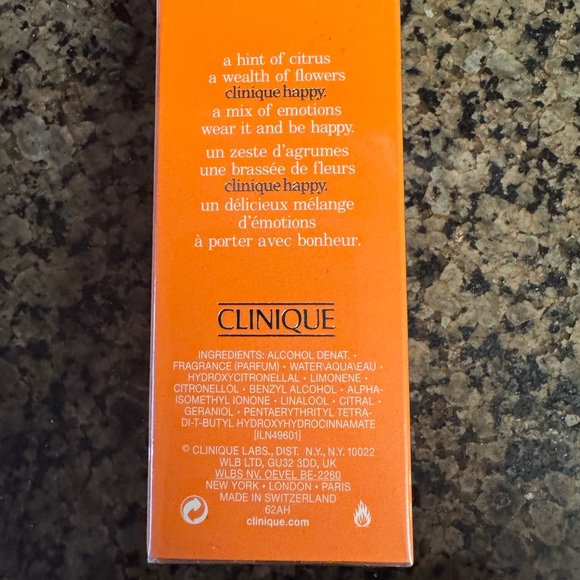 a hint of citrus
a wealth of flowers
clinique happy.
a mix of emotions
wear it and be happy.
un zeste d'agrumes
une brassée de fleurs
clinique happy.
un délicieux mélange
d'émotions
à porter avec bonheur.
CLINIQUE
INGREDIENTS: ALCOHOL DENAT. •
FRAGRANCE (PARFUM) • WATER\AQUA\EAU •
HYDROXYCITRONELLAL • LIMONENE •
CITRONELLOL • BENZYL ALCOHOL • ALPHA-
ISOMETHYL IONONE • LINALOOL • CITRAL •
GERANIOL • PENTAERYTHRITYL TETRA-
DI-T-BUTYL HYDROXYHYDROCINNAMATE
[ILN49601]
© CLINIQUE LABS., DIST. N.Y., N.Y. 10022
WLB LTD, GU32 3DD, UK
WLBS NV, OEVEL BE-2260
NEW YORK • LONDON • PARIS
MADE IN SWITZERLAND
62AH
clinique.com